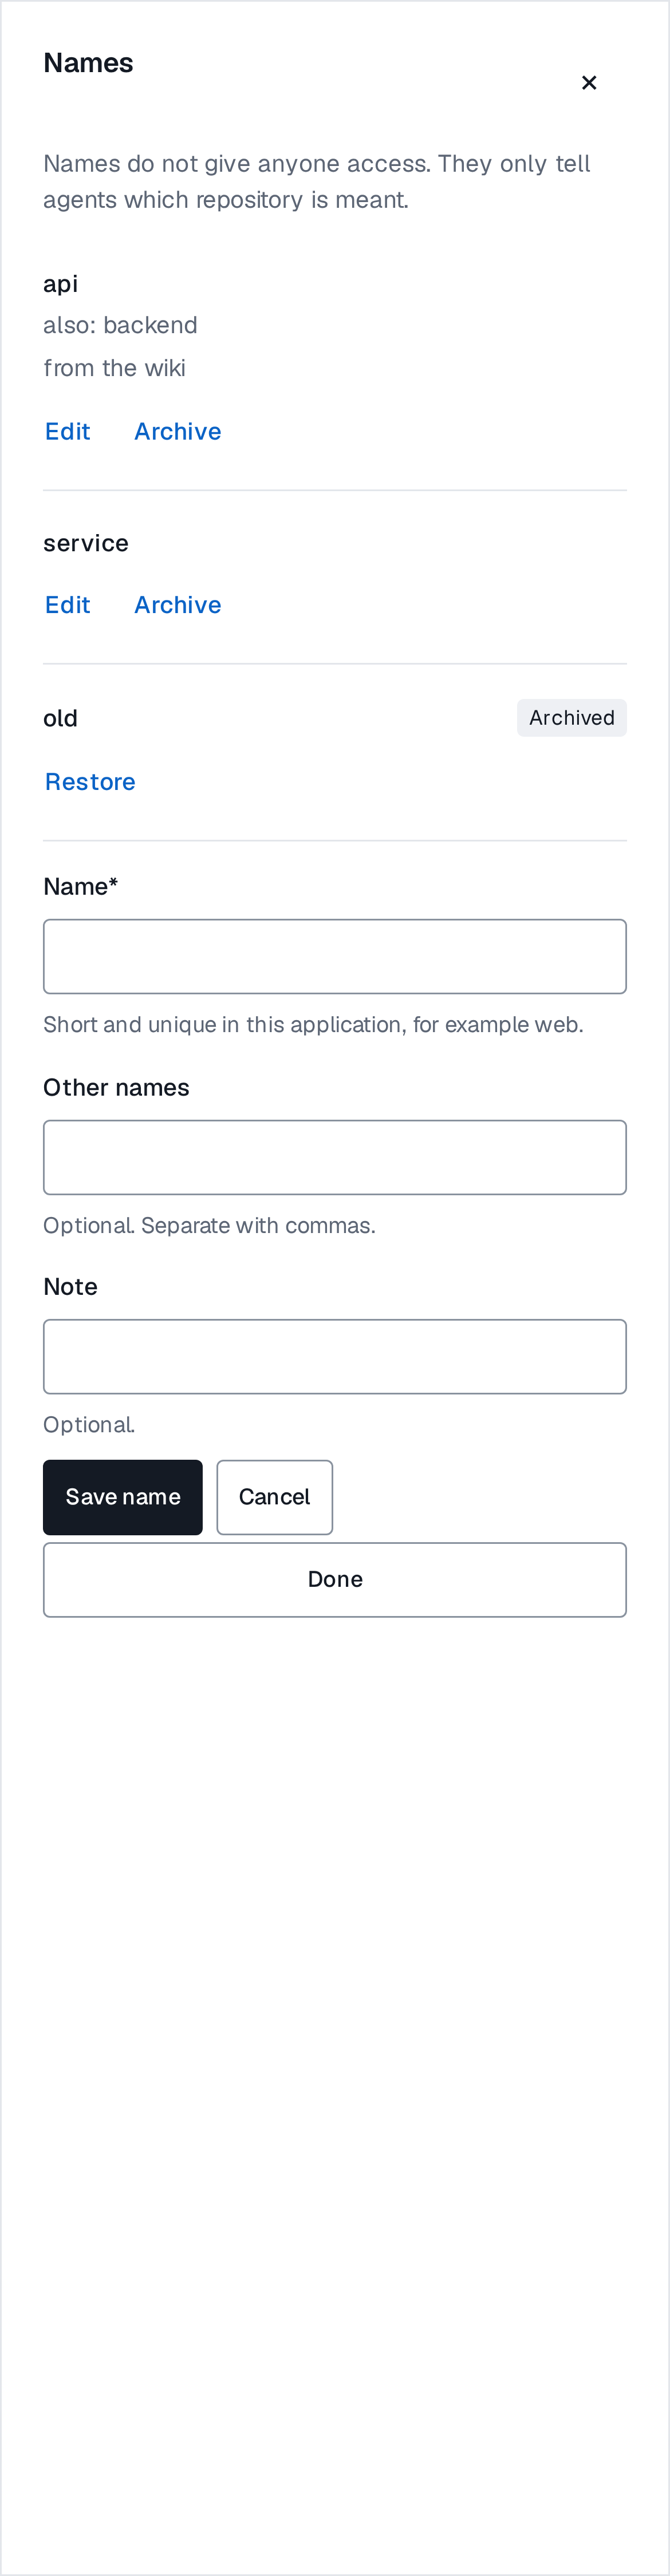 Names
×
Names do not give anyone access. They only tell
agents which repository is meant.
api
also: backend
from the wiki
Edit Archive
service
Edit Archive
old Archived
Restore
Name*
Short and unique in this application, for example web.
Other names
Optional. Separate with commas.
Note
Optional.
Save name Cancel
Done